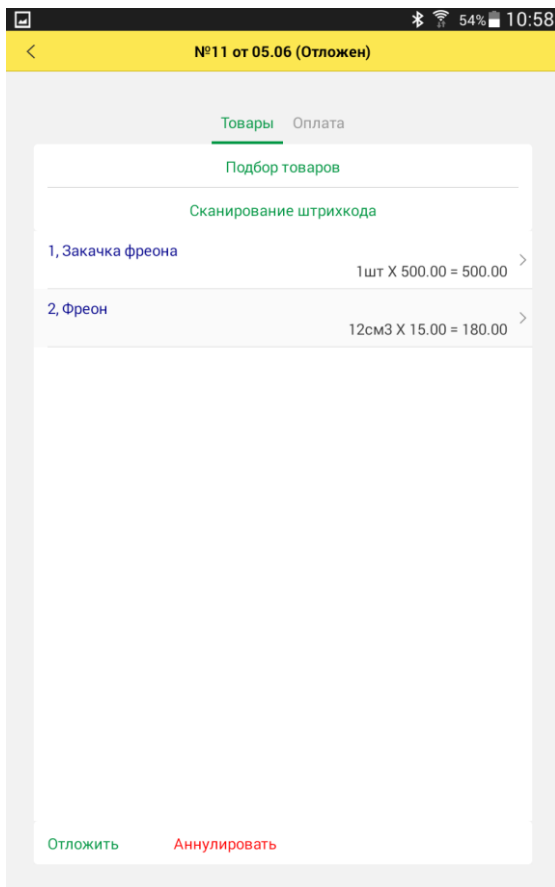 54% 10:58
№11 от 05.06 (Отложен)
Товары Оплата
Подбор товаров
Сканирование штрихкода
1, Закачка фреона
1шт X 500.00 = 500.00
2, Фреон
12см3 X 15.00 = 180.00
Отложить Аннулировать